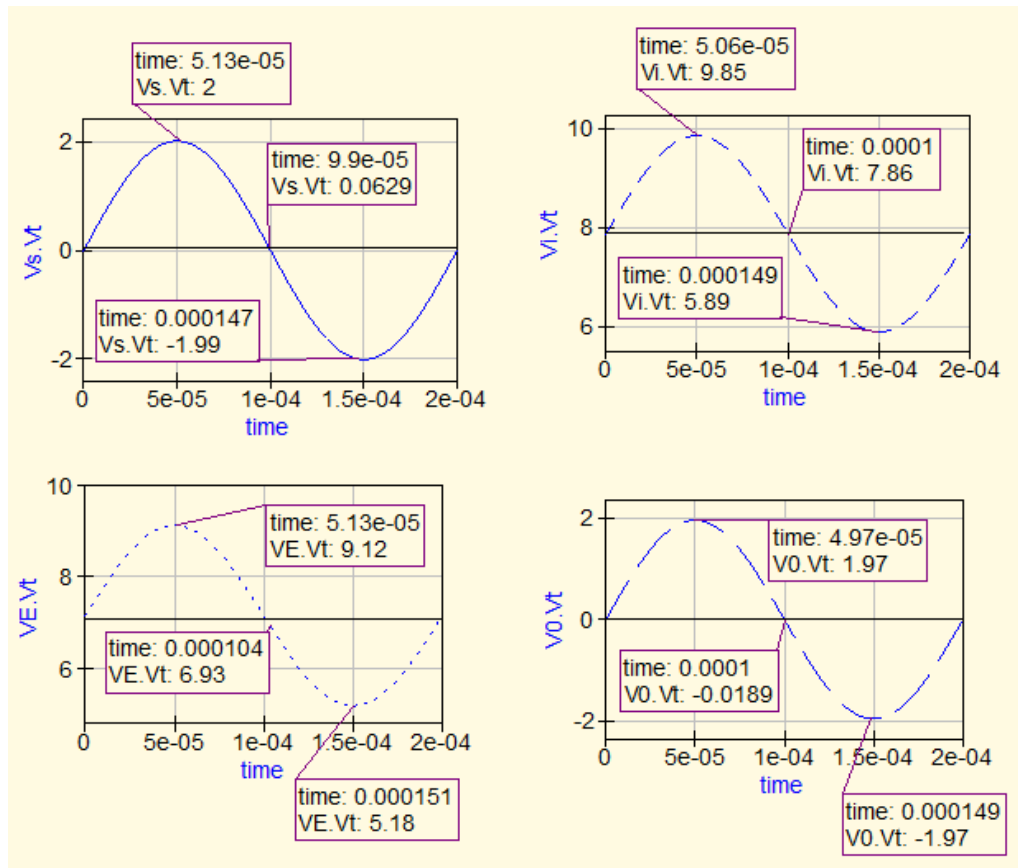 time: 5.13e-05
Vs.Vt: 2
2
0
-2
Vs.Vt
time: 9.9e-05
Vs.Vt: 0.0629
time: 0.000147
Vs.Vt: -1.99
0 5e-05 1e-04 1.5e-04 2e-04
time
time: 5.06e-05
Vi.Vt: 9.85
10
8
6
Vi.Vt
time: 0.0001
Vi.Vt: 7.86
time: 0.000149
Vi.Vt: 5.89
0 5e-05 1e-04 1.5e-04 2e-04
time
10
8
6
VE.Vt
time: 5.13e-05
VE.Vt: 9.12
time: 0.000104
VE.Vt: 6.93
0 5e-05 1e-04 1.5e-04 2e-04
time
time: 0.000151
VE.Vt: 5.18
2
0
-2
V0.Vt
time: 4.97e-05
V0.Vt: 1.97
time: 0.0001
V0.Vt: -0.0189
0 5e-05 1e-04 1.5e-04 2e-04
time
time: 0.000149
V0.Vt: -1.97